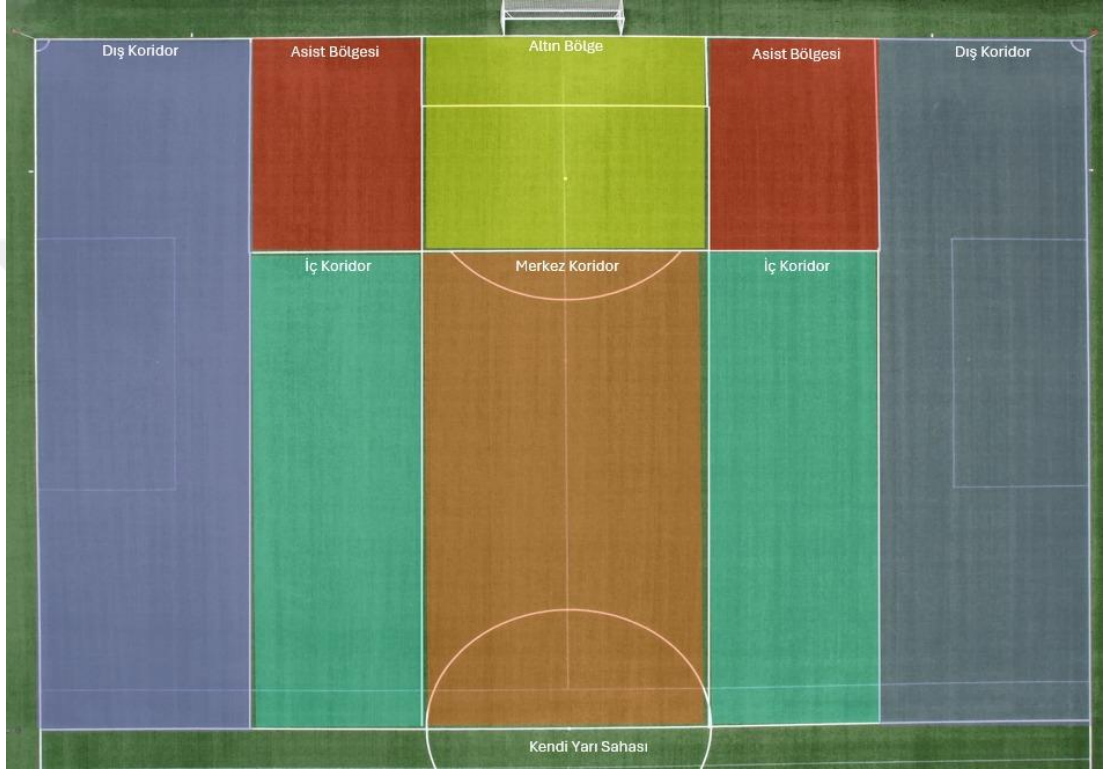 Dış Koridor
Asist Bölgesi
Altın Bölge
Asist Bölgesi
Dış Koridor
İç Koridor
Merkez Koridor
İç Koridor
Kendi Yarı Sahası